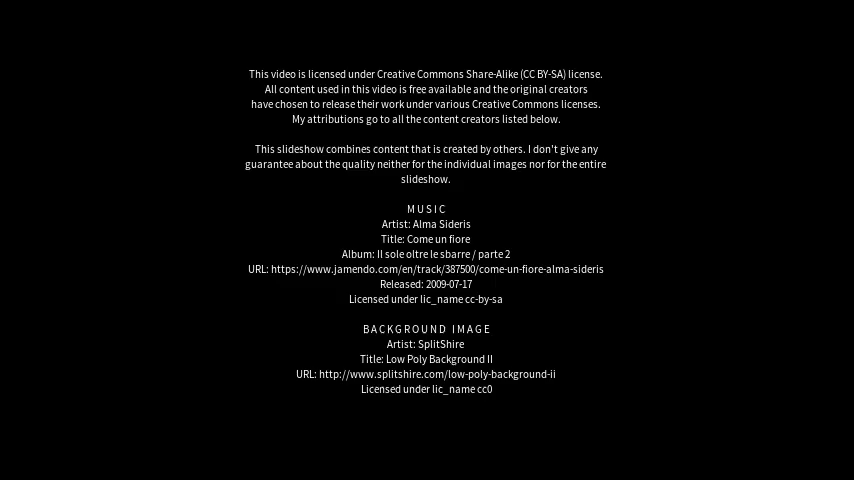 This video is licensed under Creative Commons Share-Alike (CC BY-SA) license.
All content used in this video is free available and the original creators
have chosen to release their work under various Creative Commons licenses.
My attributions go to all the content creators listed below.
This slideshow combines content that is created by others. I don't give any
guarantee about the quality neither for the individual images nor for the entire
slideshow.
MUSIC
Artist: Alma Sideris
Title: Come un fiore
Album: Il sole oltre le sbarre / parte 2
URL: https://www.jamendo.com/en/track/387500/come-un-fiore-alma-sideris
Released: 2009-07-17
Licensed under lic_name cc-by-sa
BACKGROUND IMAGE
Artist: SplitShire
Title: Low Poly Background II
URL: http://www.splitshire.com/low-poly-background-ii
Licensed under lic_name cc0